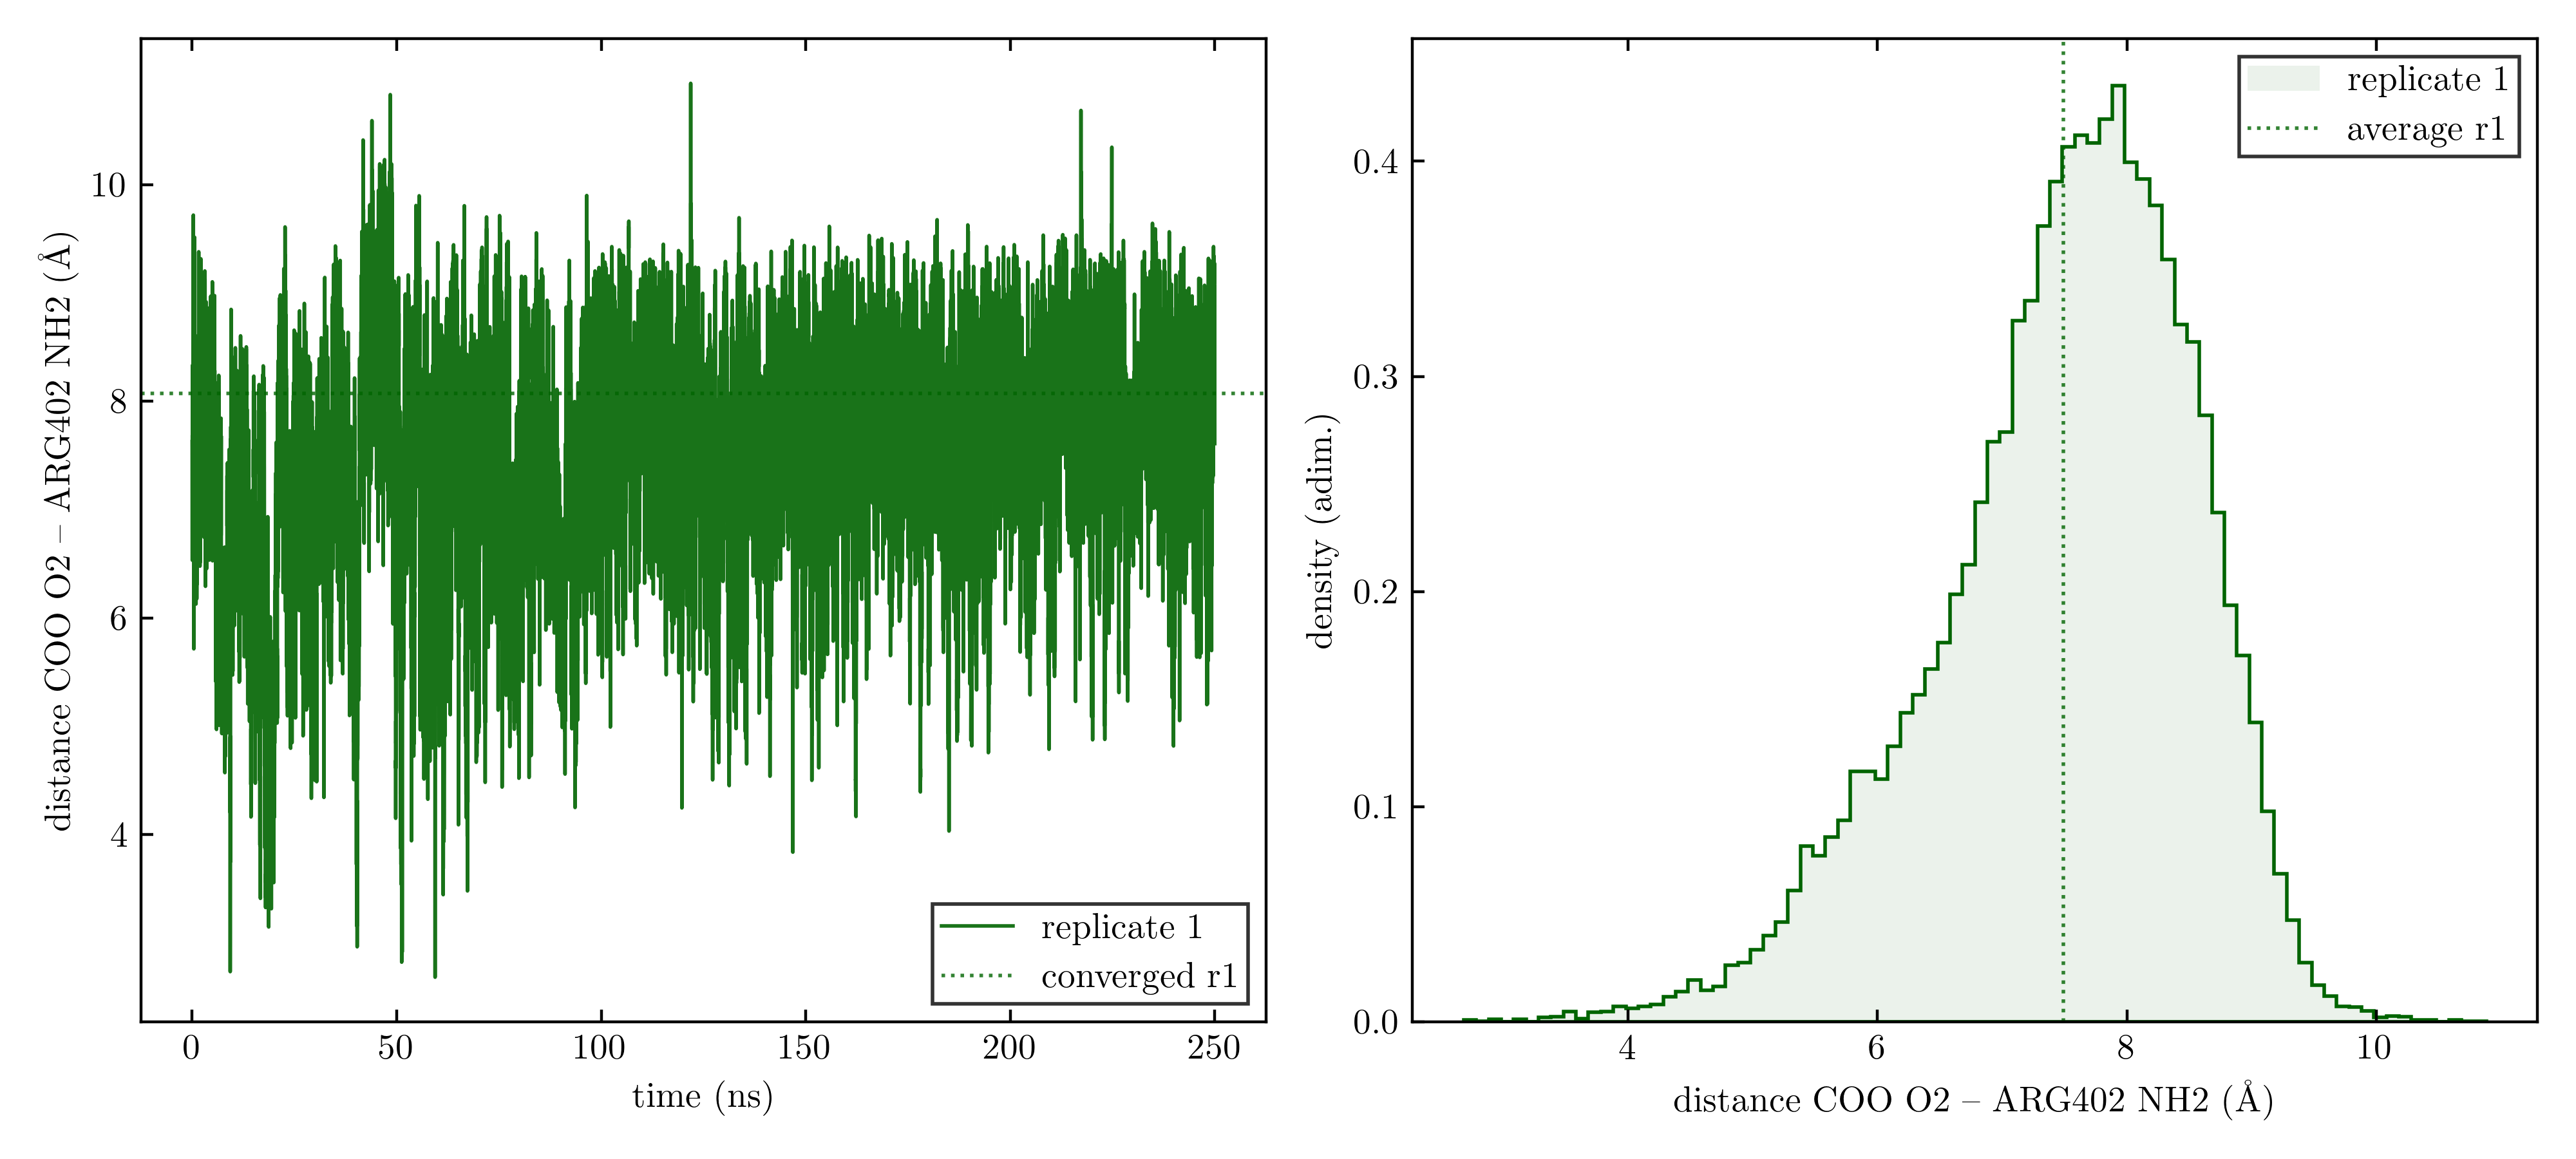 distance COO O2 – ARG402 NH2 (Å)
10
8
6
4
0
50
100
150
200
250
time (ns)
replicate 1
converged r1
density (adim.)
0.4
0.3
0.2
0.1
0.0
4
6
8
10
distance COO O2 – ARG402 NH2 (Å)
replicate 1
average r1